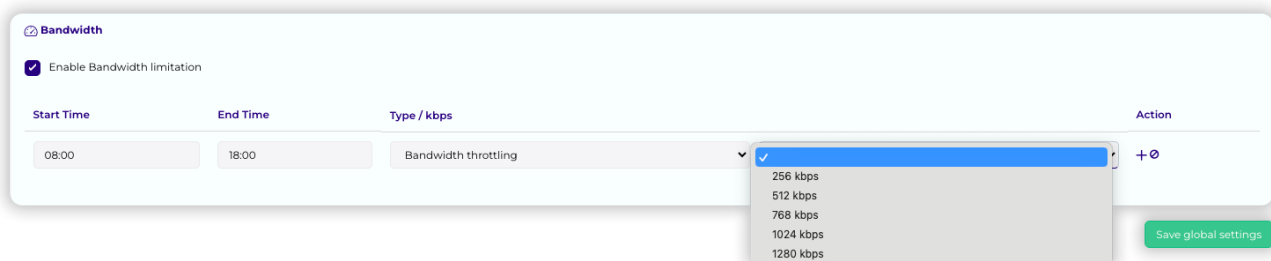 Bandwidth
Enable Bandwidth limitation
Start Time End Time Type / kbps Action
08:00 18:00 Bandwidth throttling
256 kbps
512 kbps
768 kbps
1024 kbps
Save global settings
1280 kbps